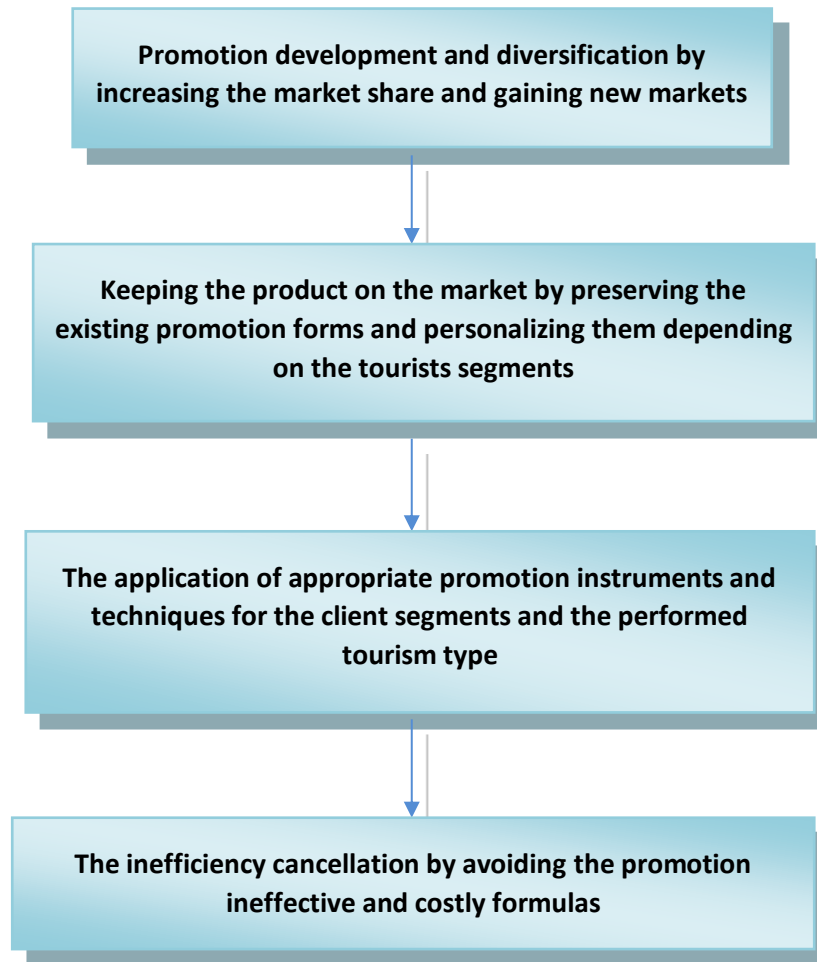 Promotion development and diversification by
increasing the market share and gaining new markets
Keeping the product on the market by preserving the
existing promotion forms and personalizing them depending
on the tourists segments
The application of appropriate promotion instruments and
techniques for the client segments and the performed
tourism type
The inefficiency cancellation by avoiding the promotion
ineffective and costly formulas